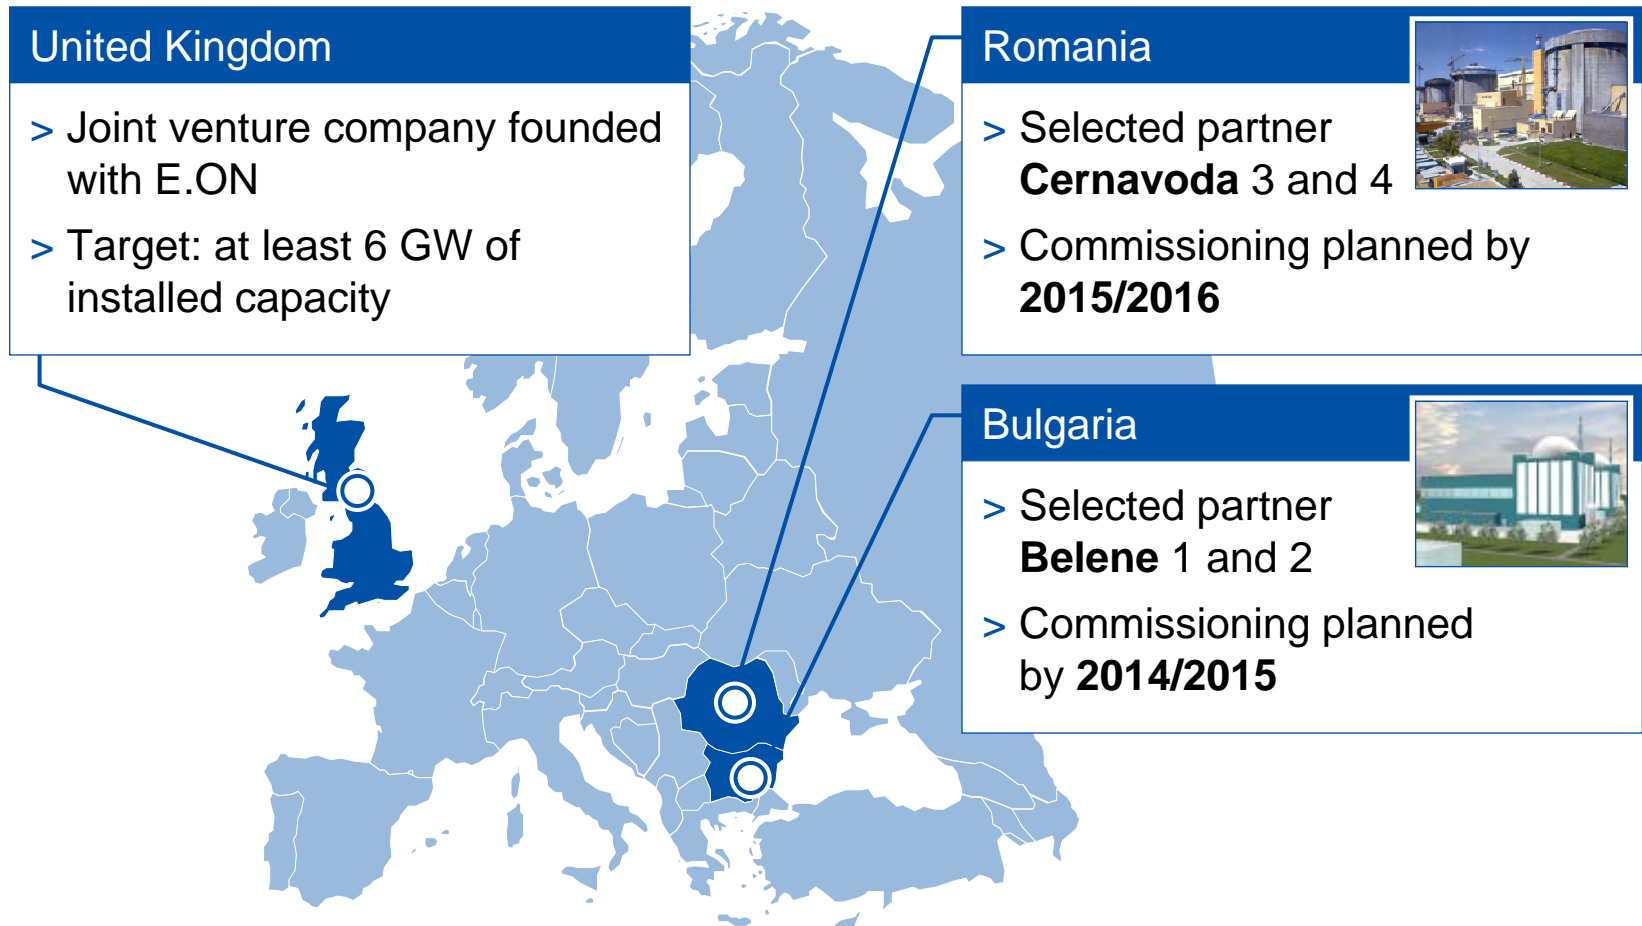 United Kingdom
> Joint venture company founded
with E.ON
> Target: at least 6 GW of
installed capacity
Romania
> Selected partner
Cernavoda 3 and 4
> Commissioning planned by
2015/2016
Bulgaria
> Selected partner
Belene 1 and 2
> Commissioning planned
by 2014/2015